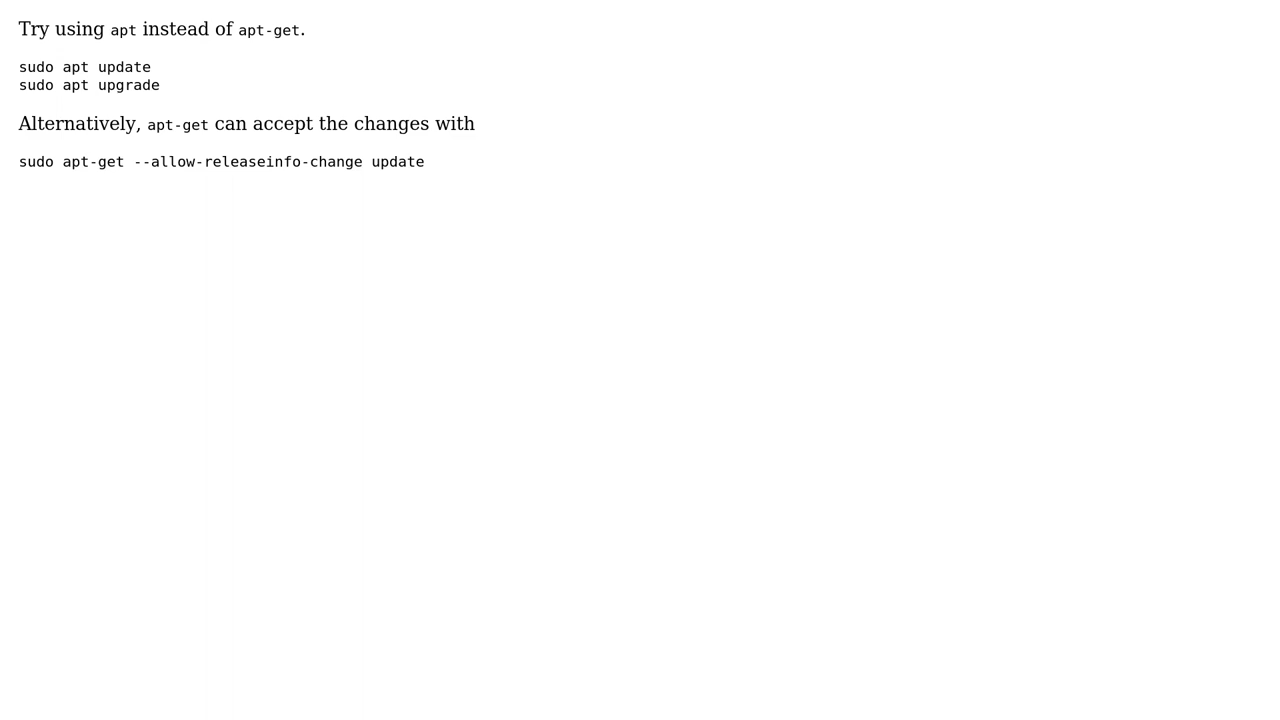 Try using apt instead of apt-get.
sudo apt update
sudo apt upgrade
Alternatively, apt-get can accept the changes with
sudo apt-get --allow-releaseinfo-change update